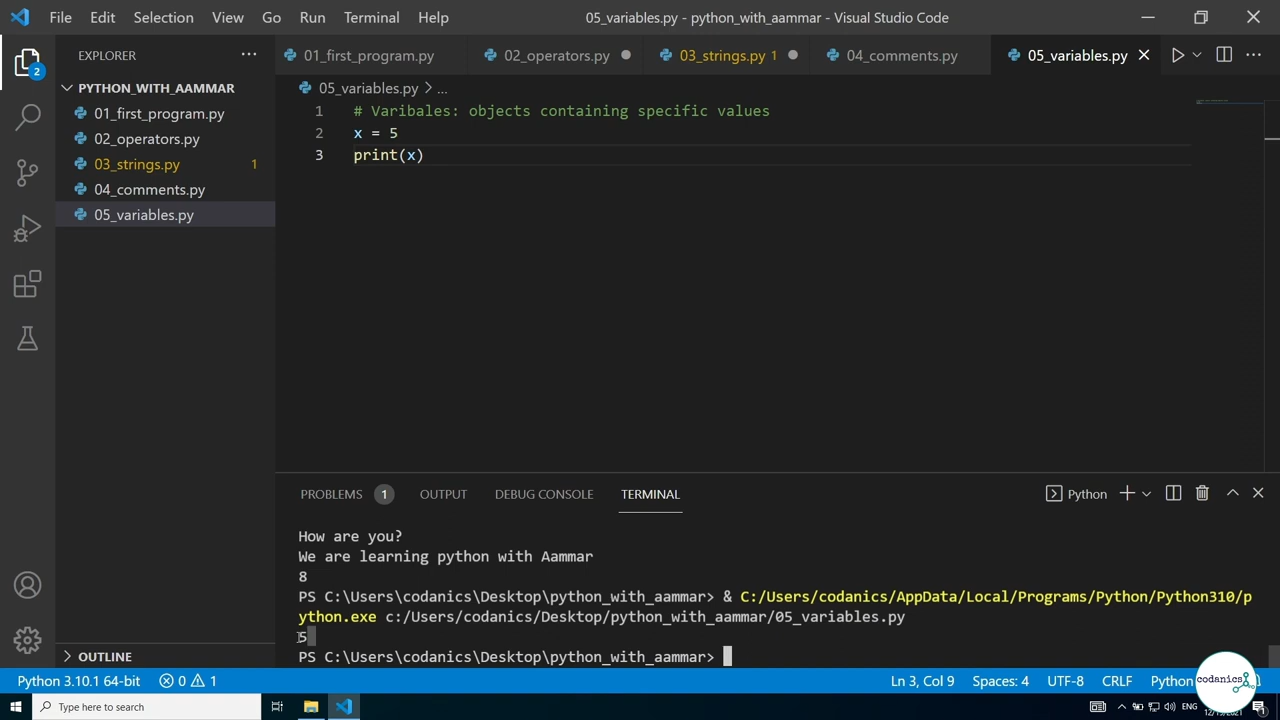 File Edit Selection View Go Run Terminal Help 05_variables.py - python_with_aammar - Visual Studio Code
EXPLORER 01_first_program.py 02_operators.py 03_strings.py 1 04_comments.py 05_variables.py
2
PYTHON_WITH_AAMMAR
01_first_program.py
02_operators.py
03_strings.py 1
04_comments.py
05_variables.py
05_variables.py > ...
1 # Varibales: objects containing specific values
2 x = 5
3 print(x)
PROBLEMS 1 OUTPUT DEBUG CONSOLE TERMINAL Python
How are you?
We are learning python with Aammar
8
PS C:\Users\codanics\Desktop\python_with_aammar> & C:/Users/codanics/AppData/Local/Programs/Python/Python310/p
ython.exe c:/Users/codanics/Desktop/python_with_aammar/05_variables.py
5
PS C:\Users\codanics\Desktop\python_with_aammar>
OUTLINE
Python 3.10.1 64-bit 0 1 Ln 3, Col 9 Spaces: 4 UTF-8 CRLF Python
codanics
Type here to search ENG
1